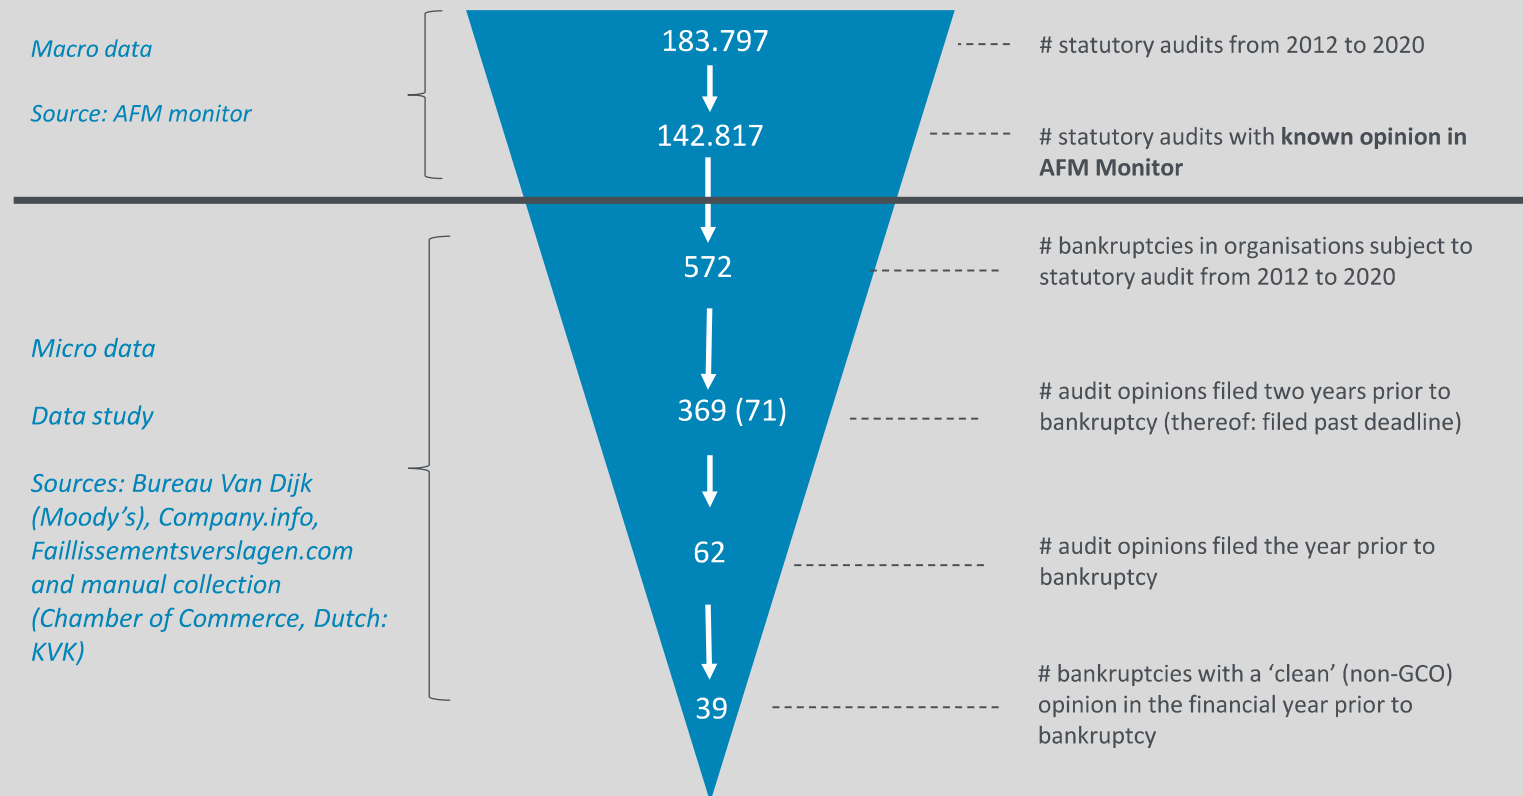 Macro data
Source: AFM monitor
183.797
# statutory audits from 2012 to 2020
142.817
# statutory audits with known opinion in
AFM Monitor
Micro data
Data study
Sources: Bureau Van Dijk
(Moody’s), Company.info,
Faillissementsverslagen.com
and manual collection
(Chamber of Commerce, Dutch:
KVK)
572
# bankruptcies in organisations subject to
statutory audit from 2012 to 2020
369 (71)
# audit opinions filed two years prior to
bankruptcy (thereof: filed past deadline)
62
# audit opinions filed the year prior to
bankruptcy
39
# bankruptcies with a ‘clean’ (non-GCO)
opinion in the financial year prior to
bankruptcy